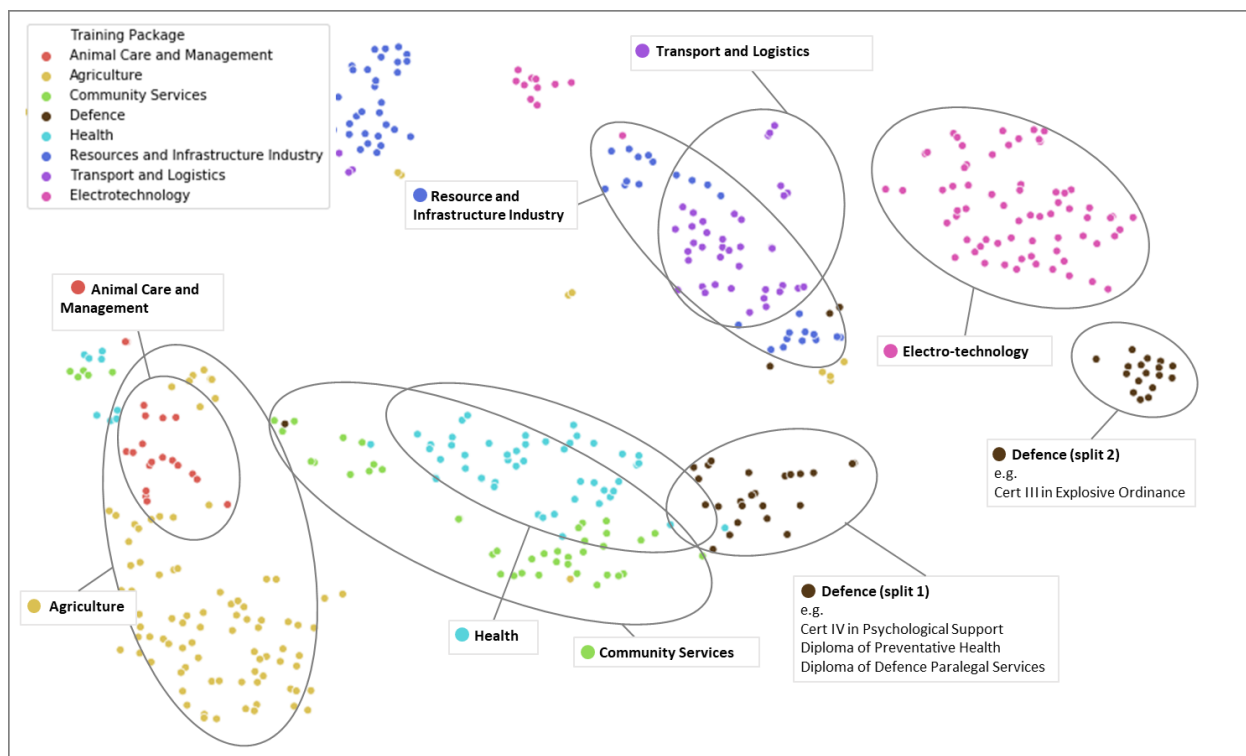 Training Package
Animal Care and Management
Agriculture
Community Services
Defence
Health
Resources and Infrastructure Industry
Transport and Logistics
Electrotechnology
Transport and Logistics
Resource and
Infrastructure Industry
Animal Care and
Management
Electro-technology
Defence (split 2)
e.g.
Cert III in Explosive Ordinance
Agriculture
Health
Community Services
Defence (split 1)
e.g.
Cert IV in Psychological Support
Diploma of Preventative Health
Diploma of Defence Paralegal Services